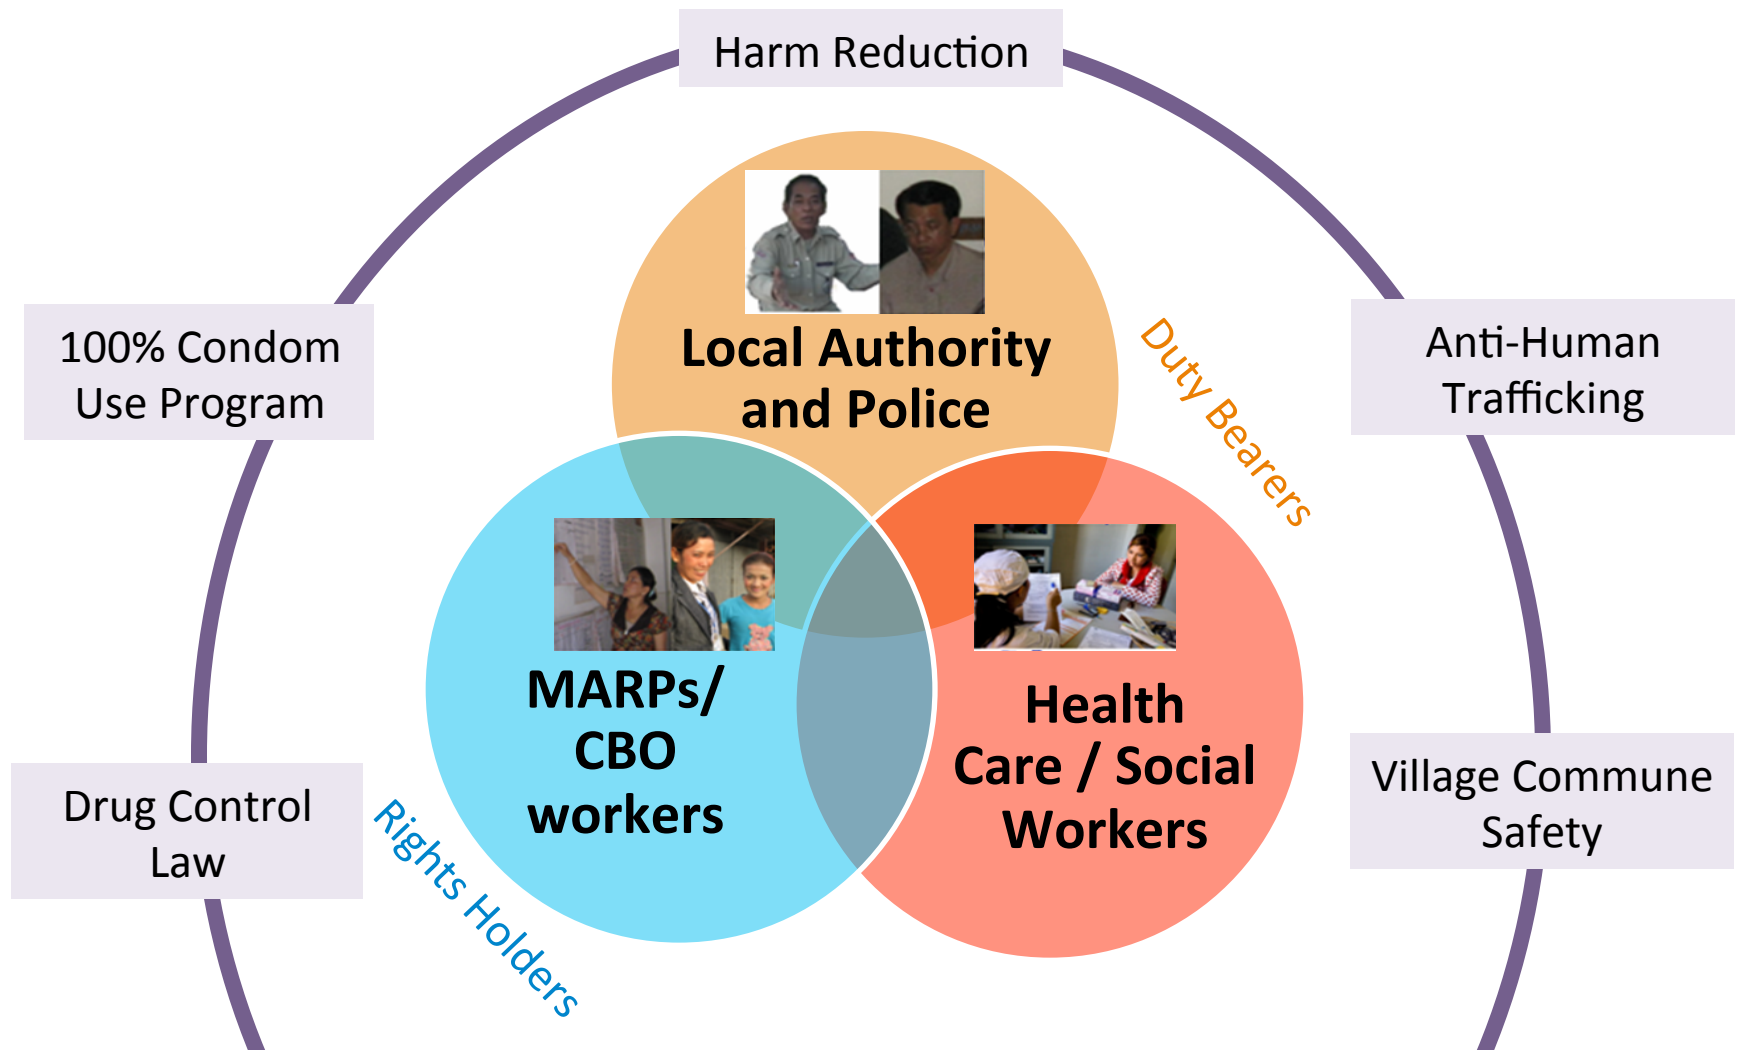 Harm Reduction
100% Condom
Use Program
Anti-Human
Trafficking
Local Authority
and Police
Duty Bearers
MARPs/
CBO
workers
Health
Care / Social
Workers
Drug Control
Law
Village Commune
Safety
Rights Holders